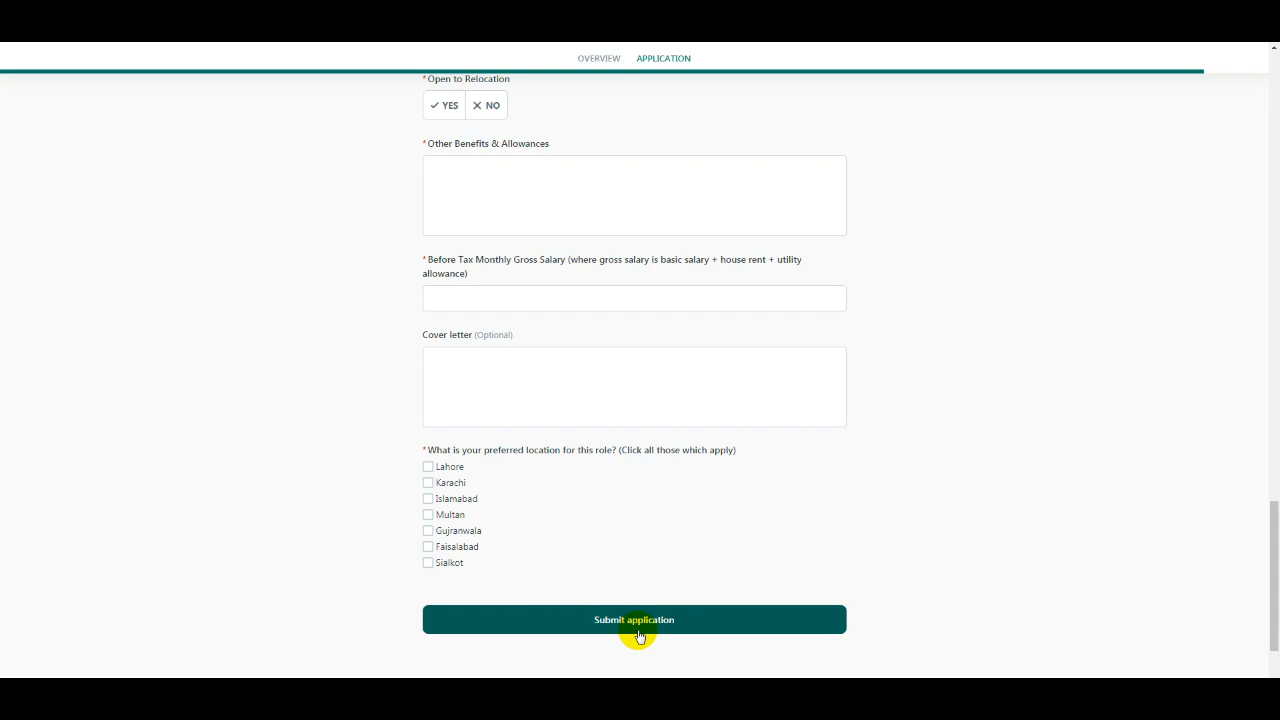 OVERVIEW APPLICATION
*Open to Relocation
YES NO
*Other Benefits & Allowances
*Before Tax Monthly Gross Salary (where gross salary is basic salary + house rent + utility
allowance)
Cover letter (Optional)
*What is your preferred location for this role? (Click all those which apply)
Lahore
Karachi
Islamabad
Multan
Gujranwala
Faisalabad
Sialkot
Submit application